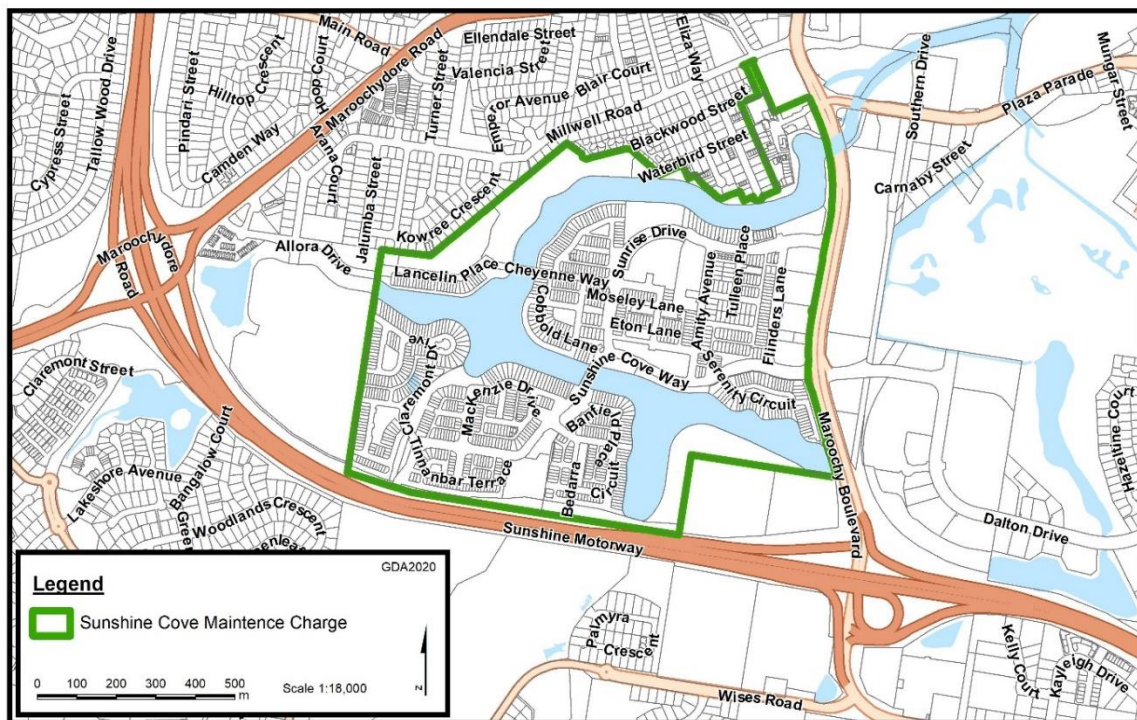 Main Road
Ellendale Street
Eliza Way
Valencia Street
Cypress Street
Tallow Wood Drive
Pindari Street
Hilltop Crescent
Hoop Court
Maroochydore Road
Turner Street
Emperor Avenue
Blair Court
Southern Drive
Mungar Street
Plaza Parade
Camden Way
Millwell Road
Blackwood Street
Waterbird Street
Carnaby Street
Jalumba Street
Kowree Crescent
Allora Drive
Maroochydore
Road
Lancelin Place
Cheyenne Way
Sunrise Drive
Moseley Lane
Eton Lane
Cobbold Lane
Amity Avenue
Tulleen Place
Flinders Lane
Claremont Street
Claremont Drive
MacKenzie Drive
Sunshine Cove Way
Serenity Circuit
Banfield Place
Bedarra
Circuit
Tinnanbar Terrace
Maroochy Boulevard
Hazeltine Court
Lakeshore Avenue
Bangalow Court
Woodlands Crescent
Sunshine Motorway
Dalton Drive
Palmyra
Crescent
Wises Road
Kelly Court
Kayleigh Drive
Legend
GDA2020
Sunshine Cove Maintence Charge
0 100 200 300 400 500
m
Scale 1:18,000
z